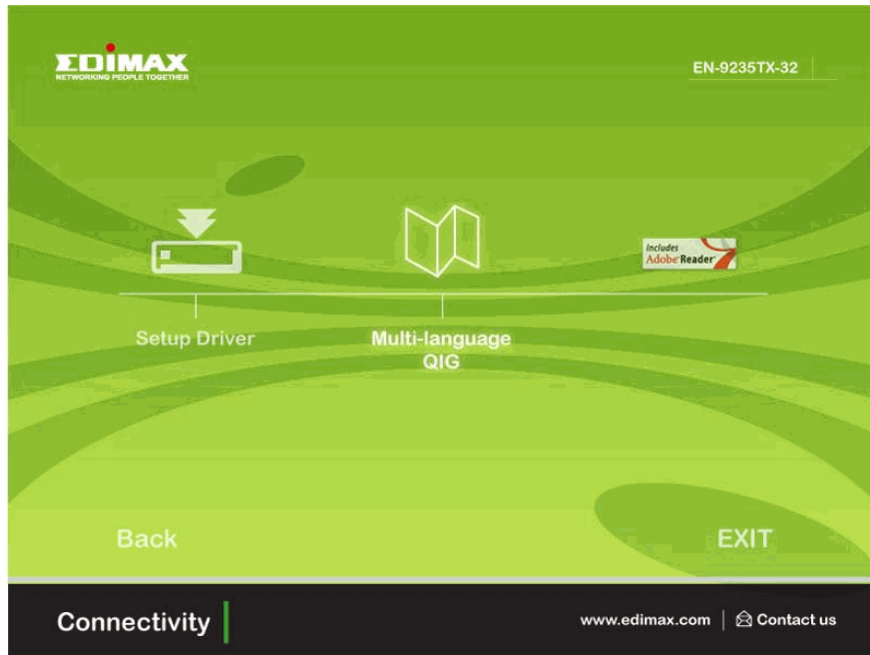 EDIMAX
NETWORKING PEOPLE TOGETHER
EN-9235TX-32
Includes
Adobe Reader
Setup Driver
Multi-language
QIG
Back
EXIT
Connectivity
www.edimax.com
Contact us